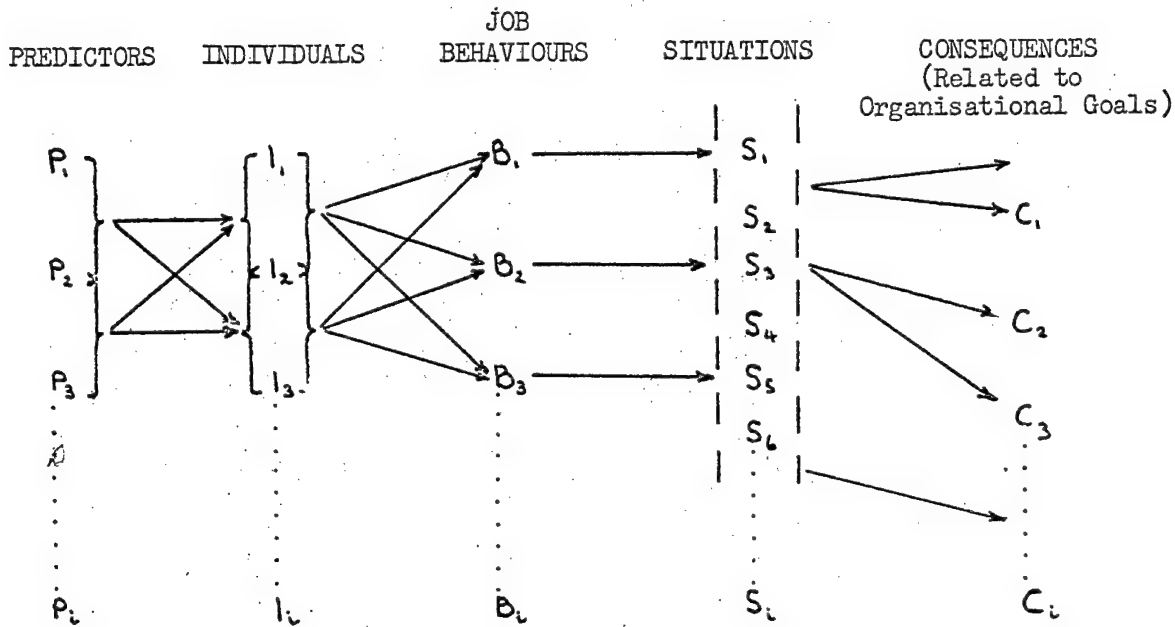 JOB
PREDICTORS INDIVIDUALS BEHAVIOURS SITUATIONS CONSEQUENCES
(Related to
Organisational Goals)
P₁ I₁ B₁ S₁
S₂ C₁
P₂ I₂ B₂ S₃
S₄ C₂
P₃ I₃ B₃ S₅
S₆ C₃
Pᵢ Iᵢ Bᵢ Sᵢ Cᵢ